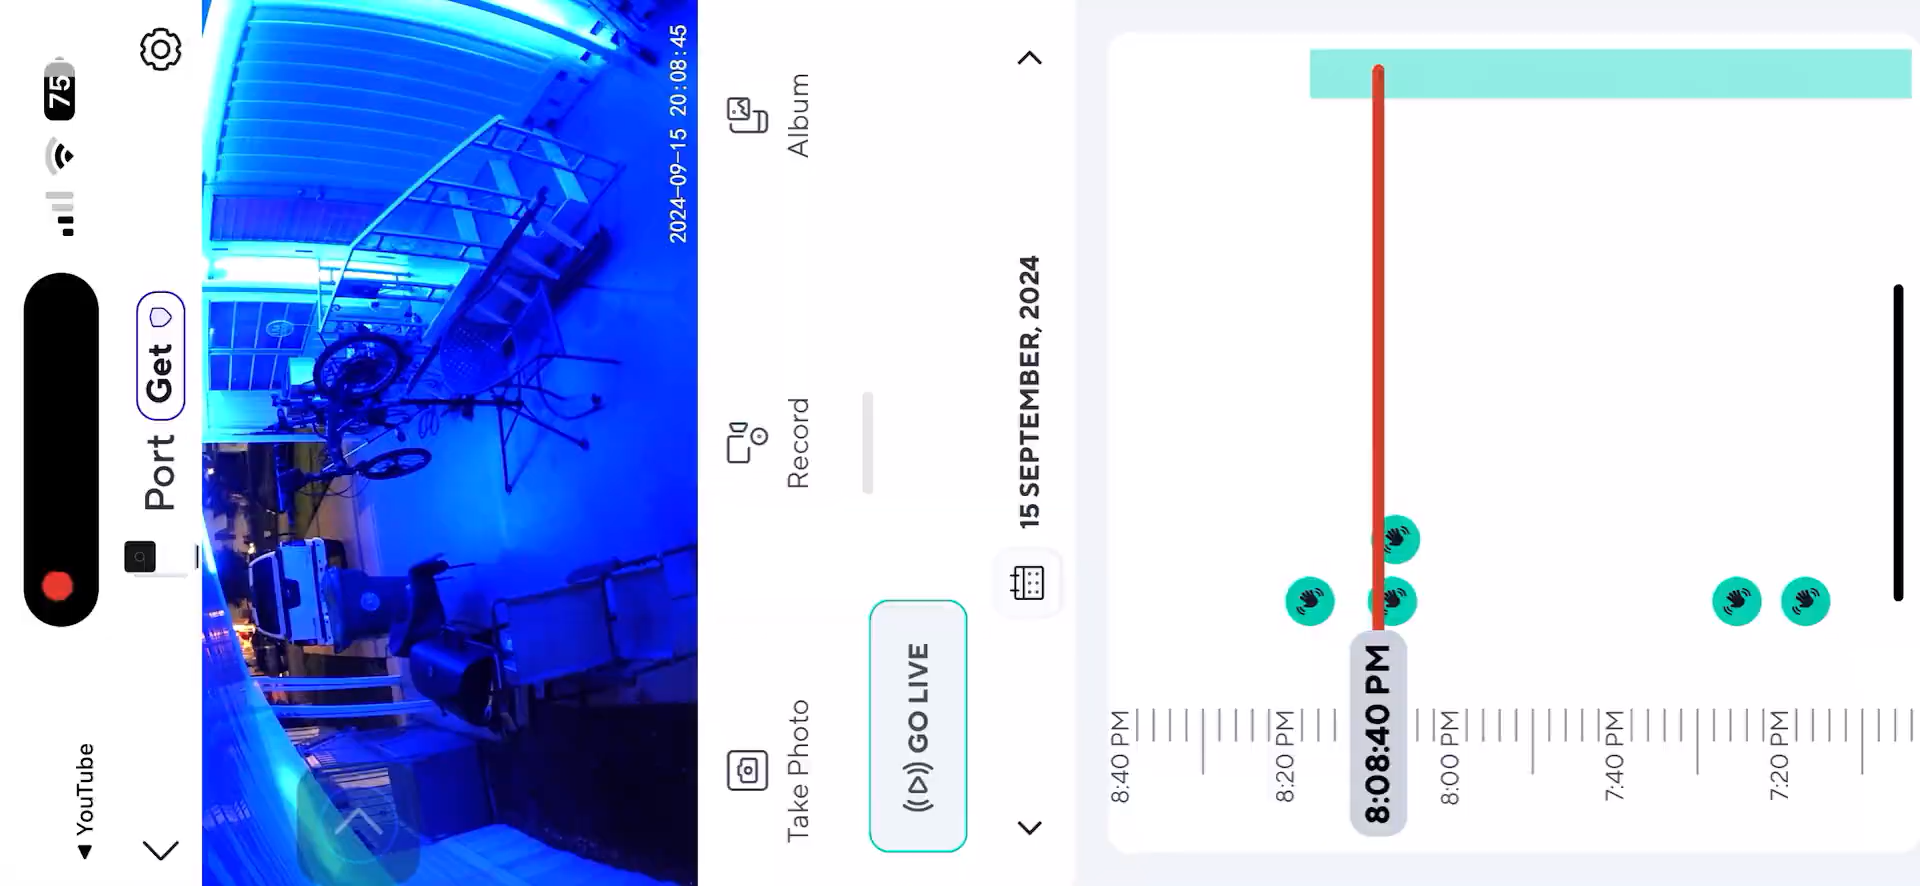 YouTube
75
Port
Get
2024-09-15 20:08:45
Take Photo
Record
Album
GO LIVE
15 SEPTEMBER, 2024
8:40 PM
8:20 PM
8:08:40 PM
8:00 PM
7:40 PM
7:20 PM